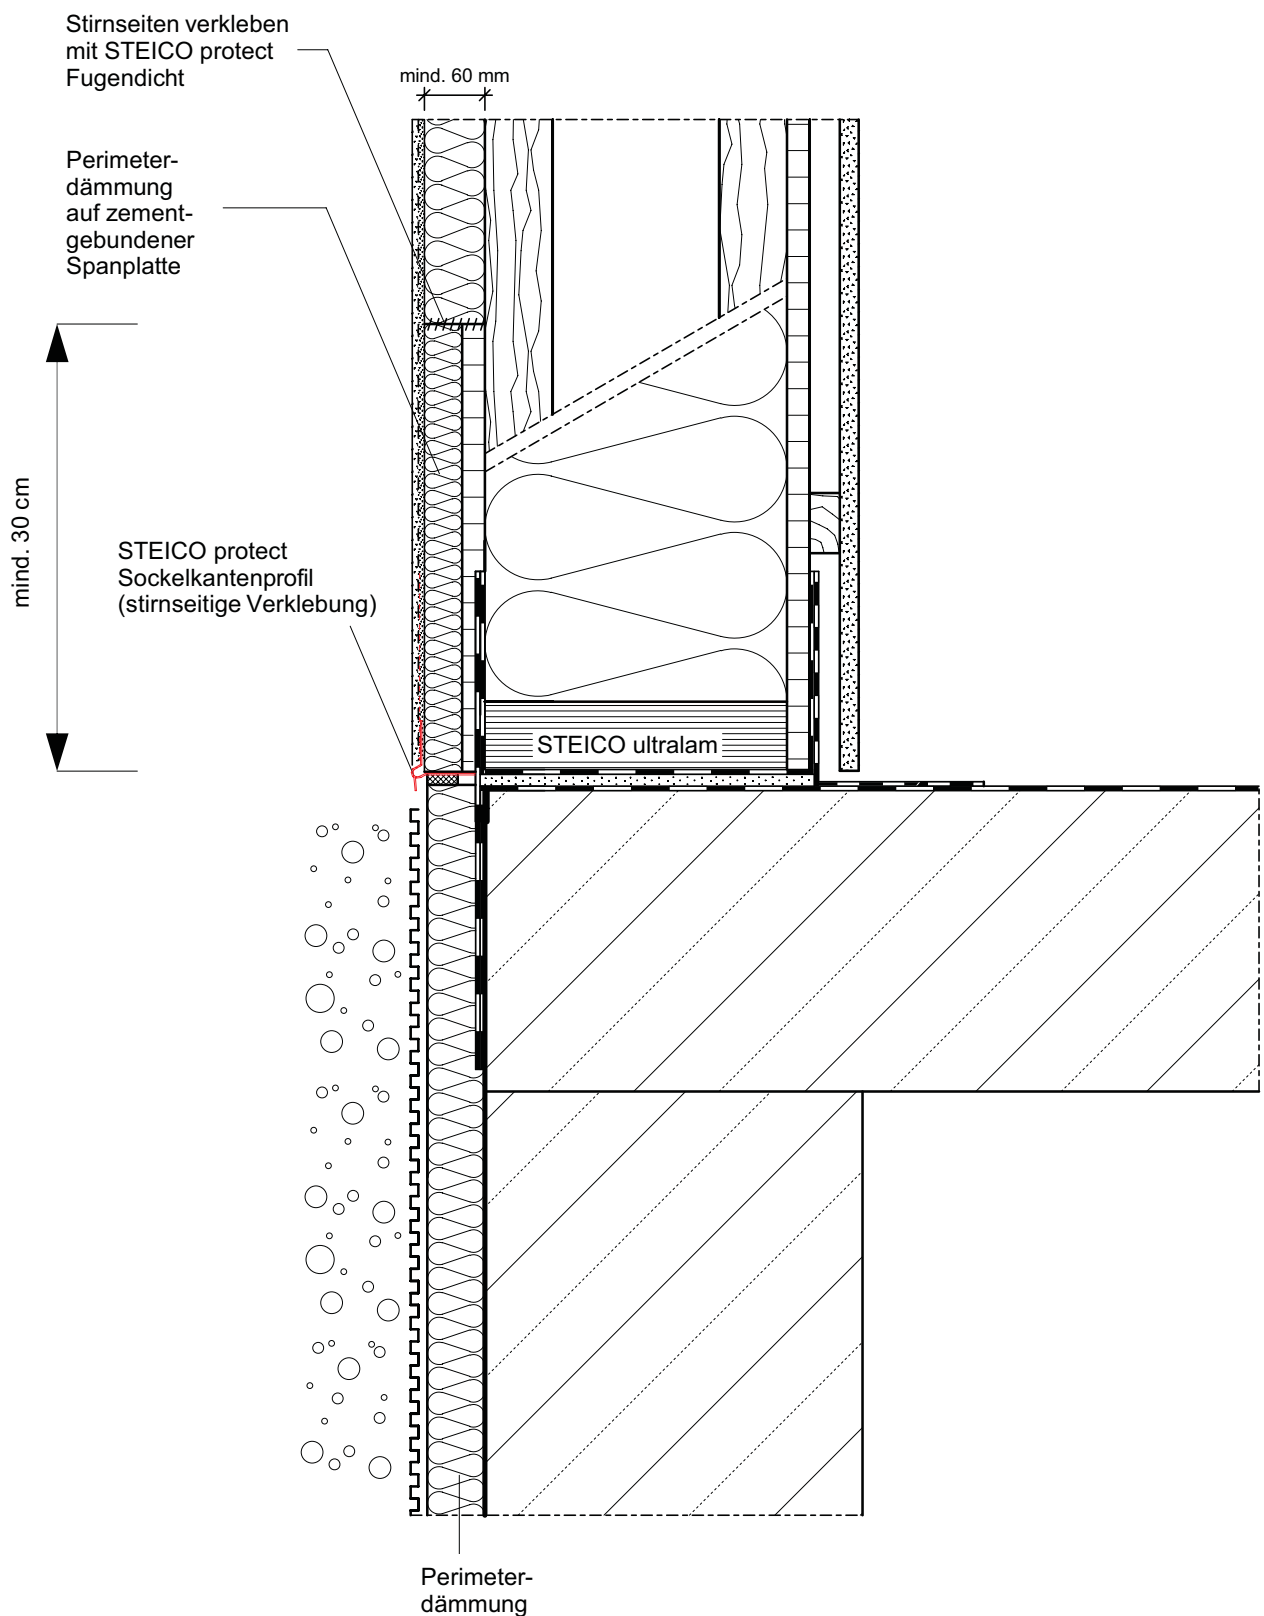 Stirnseiten verkleben
mit STEICO protect
Fugendicht
mind. 60 mm
Perimeter-
dämmung
auf zement-
gebundener
Spanplatte
mind. 30 cm
STEICO protect
Sockelkantenprofil
(stirnseitige Verklebung)
STEICO ultralam
Perimeter-
dämmung